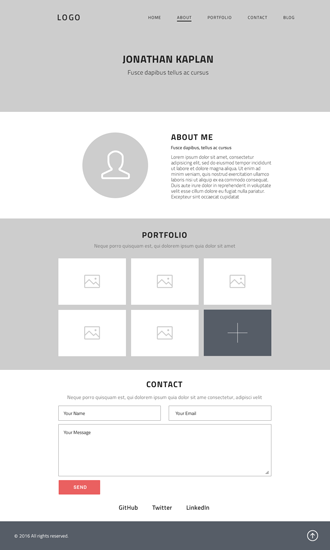 LOGO
HOME ABOUT PORTFOLIO CONTACT BLOG
JONATHAN KAPLAN
Fusce dapibus tellus ac cursus
ABOUT ME
Fusce dapibus, tellus ac cursus
Lorem ipsum dolor sit amet, consectetur
adipiscing elit, sed do eiusmod tempor incididunt
ut labore et dolore magna aliqua. Ut enim ad
minim veniam, quis nostrud exercitation ullamco
laboris nisi ut aliquip ex ea commodo consequat.
Duis aute irure dolor in reprehenderit in voluptate
velit esse cillum dolore eu fugiat nulla pariatur.
Excepteur sint occaecat cupidatat
PORTFOLIO
Neque porro quisquam est, qui dolorem ipsum quia dolor sit amet
CONTACT
Neque porro quisquam est, qui dolorem ipsum quia dolor sit ame consectetur, adipisci velit
Your Name
Your Email
Your Message
SEND
GitHub Twitter LinkedIn
© 2016 All rights reserved.